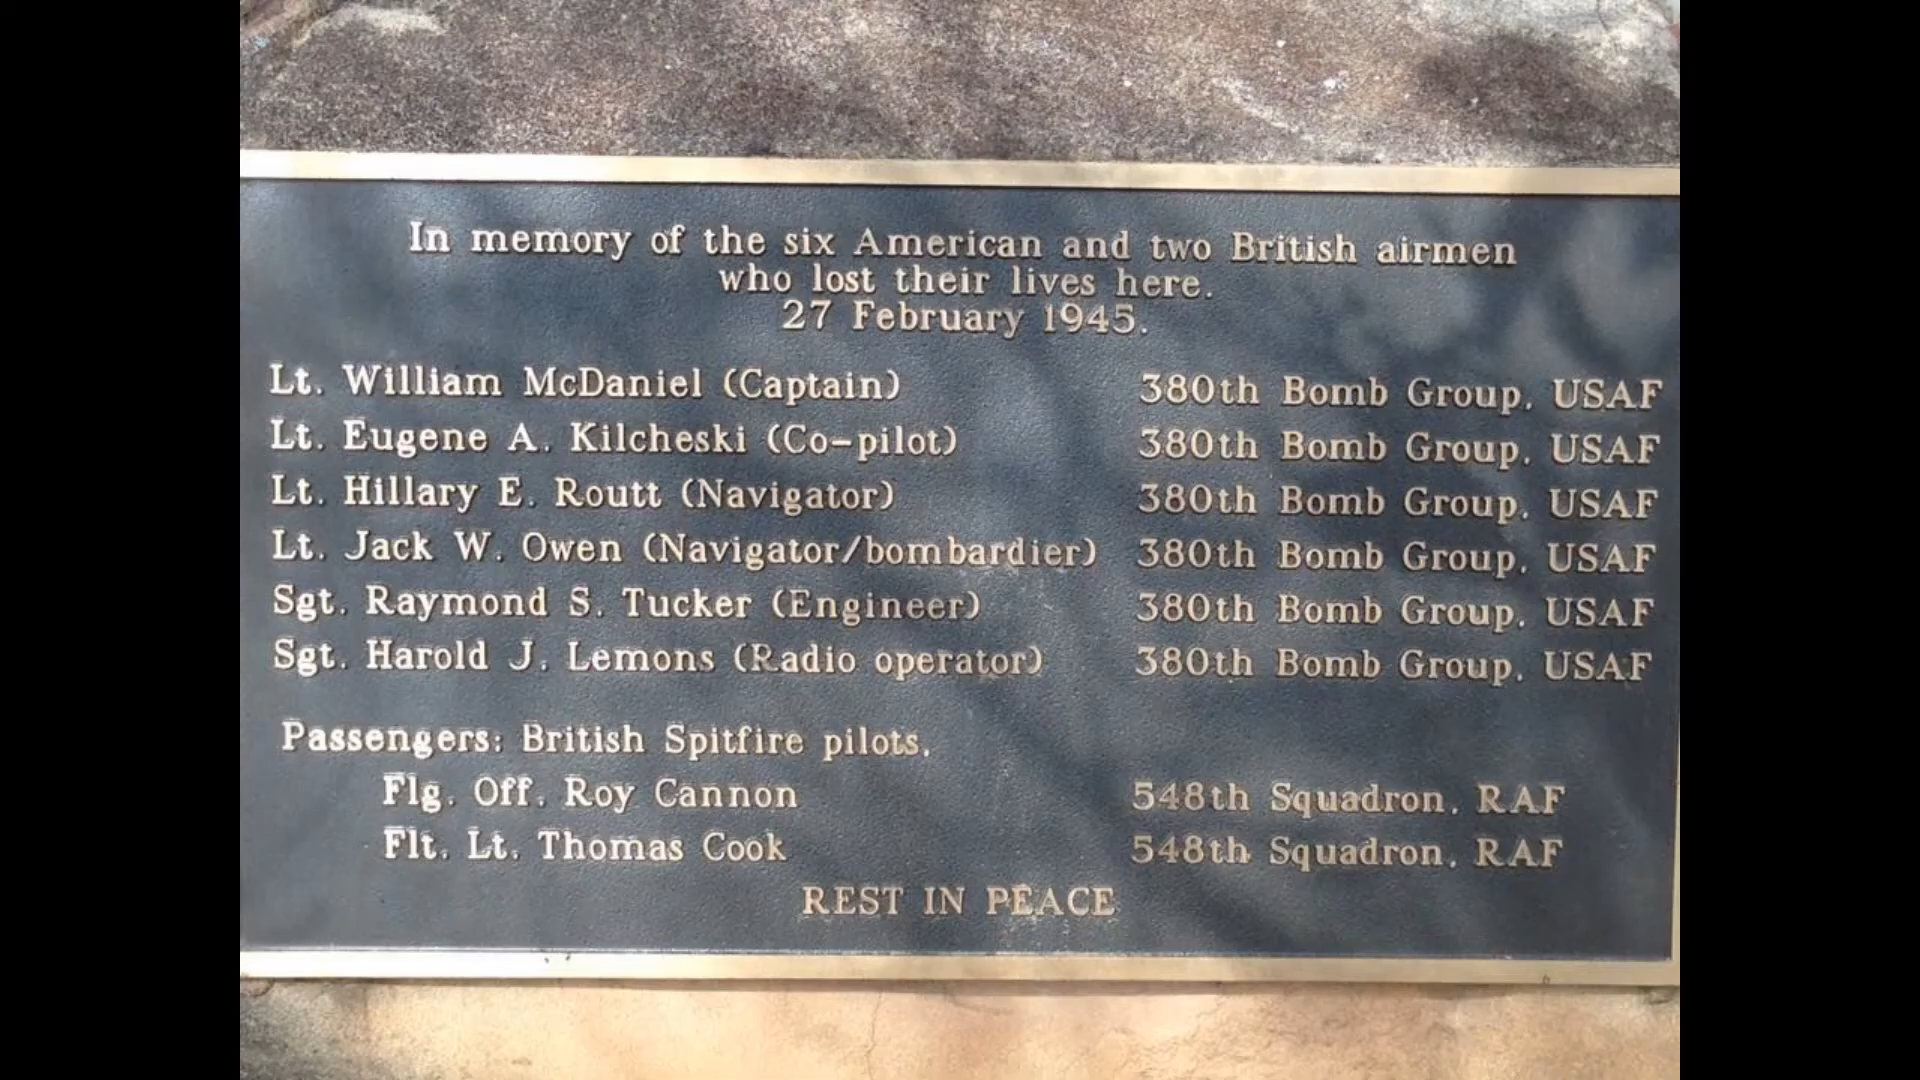 In memory of the six American and two British airmen
who lost their lives here.
27 February 1945.
Lt. William McDaniel (Captain) 380th Bomb Group, USAF
Lt. Eugene A. Kilcheski (Co-pilot) 380th Bomb Group, USAF
Lt. Hillary E. Routt (Navigator) 380th Bomb Group, USAF
Lt. Jack W. Owen (Navigator/bombardier) 380th Bomb Group, USAF
Sgt. Raymond S. Tucker (Engineer) 380th Bomb Group, USAF
Sgt. Harold J. Lemons (Radio operator) 380th Bomb Group, USAF
Passengers: British Spitfire pilots.
Flg. Off. Roy Cannon 548th Squadron, RAF
Flt. Lt. Thomas Cook 548th Squadron, RAF
REST IN PEACE